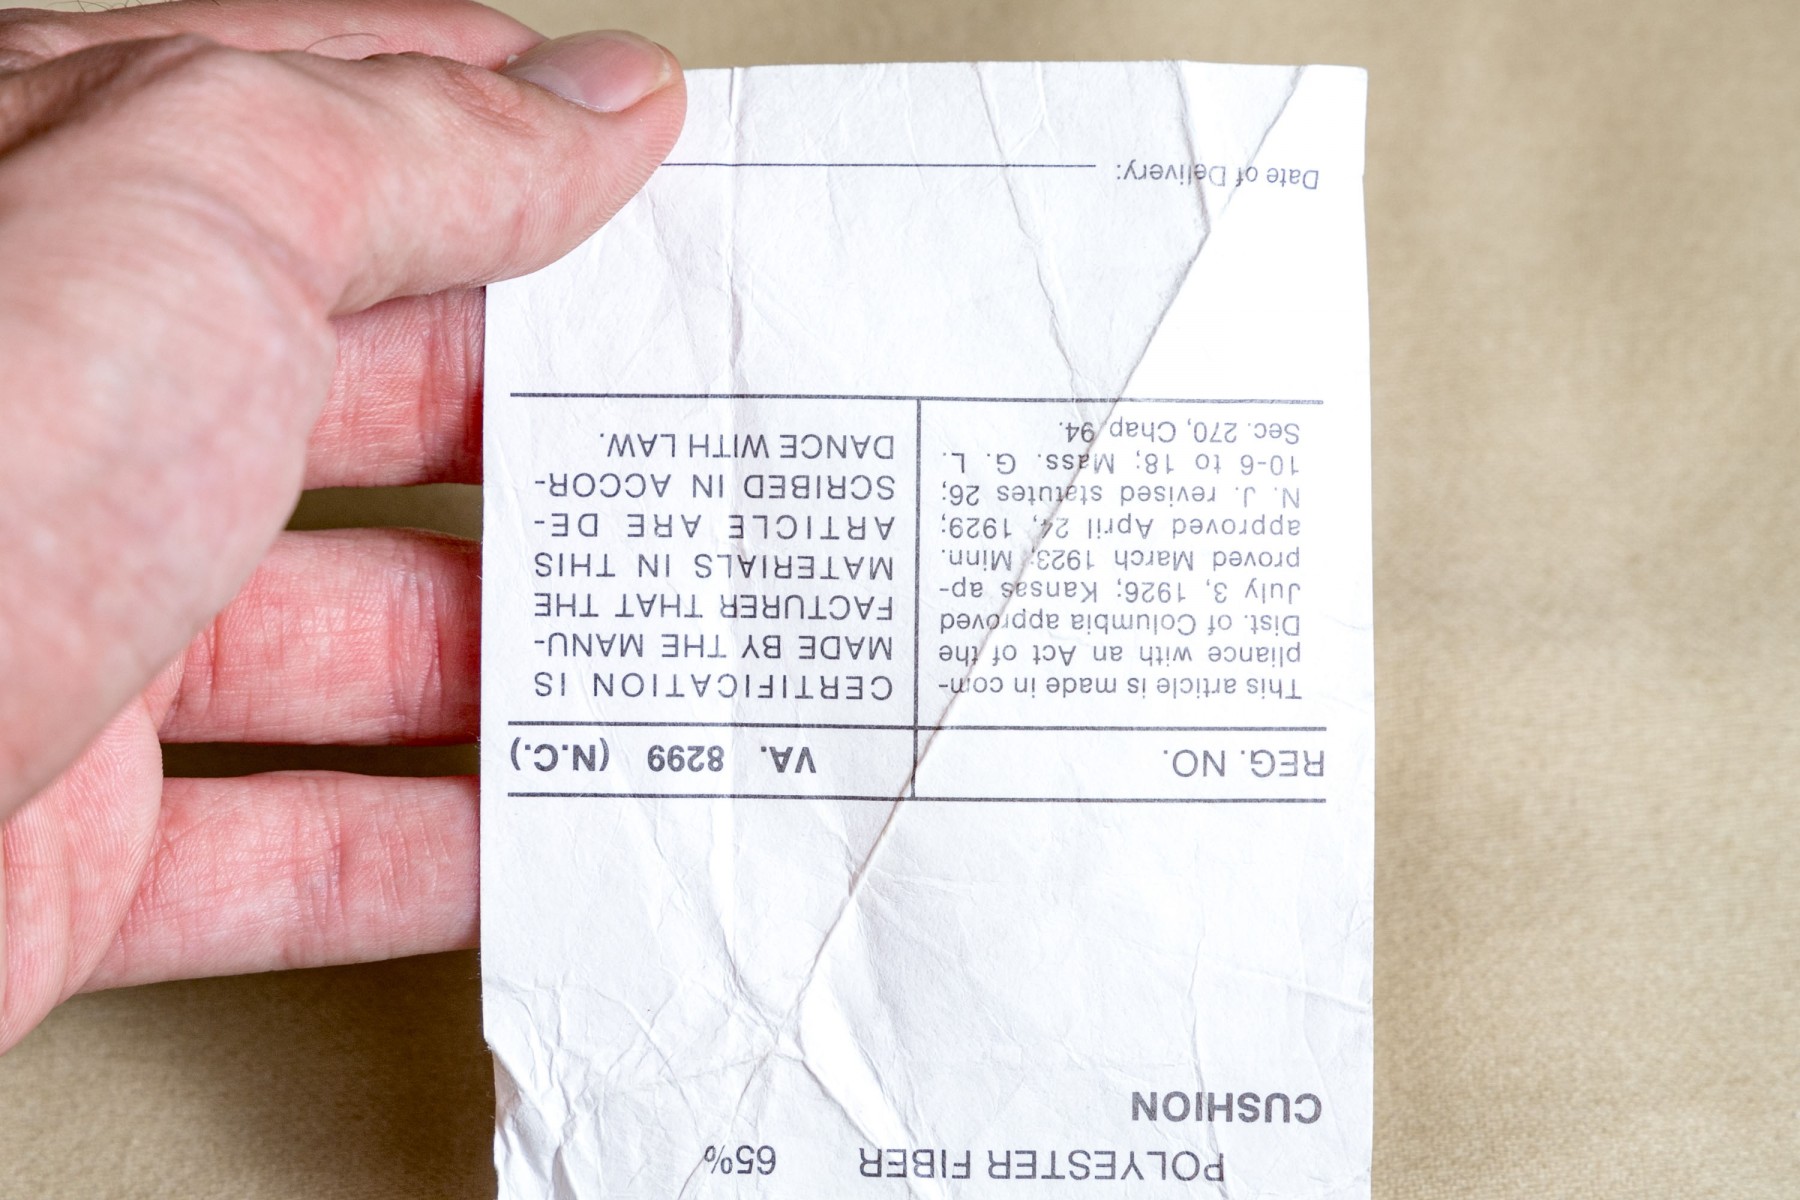 POLYESTER FIBER 65%
CUSHION
REG. NO. VA. 8299 (N.C.)
This article is made in com-
pliance with an Act of the
Dist. of Columbia approved
July 3, 1926; Kansas ap-
proved March 1923; Minn.
approved April 24, 1929;
N. J. revised statutes 26;
10-6 to 18; Mass. G. L.
Sec. 270, Chap 94.
CERTIFICATION IS
MADE BY THE MANU-
FACTURER THAT THE
MATERIALS IN THIS
ARTICLE ARE DE-
SCRIBED IN ACCOR-
DANCE WITH LAW.
Date of Delivery: